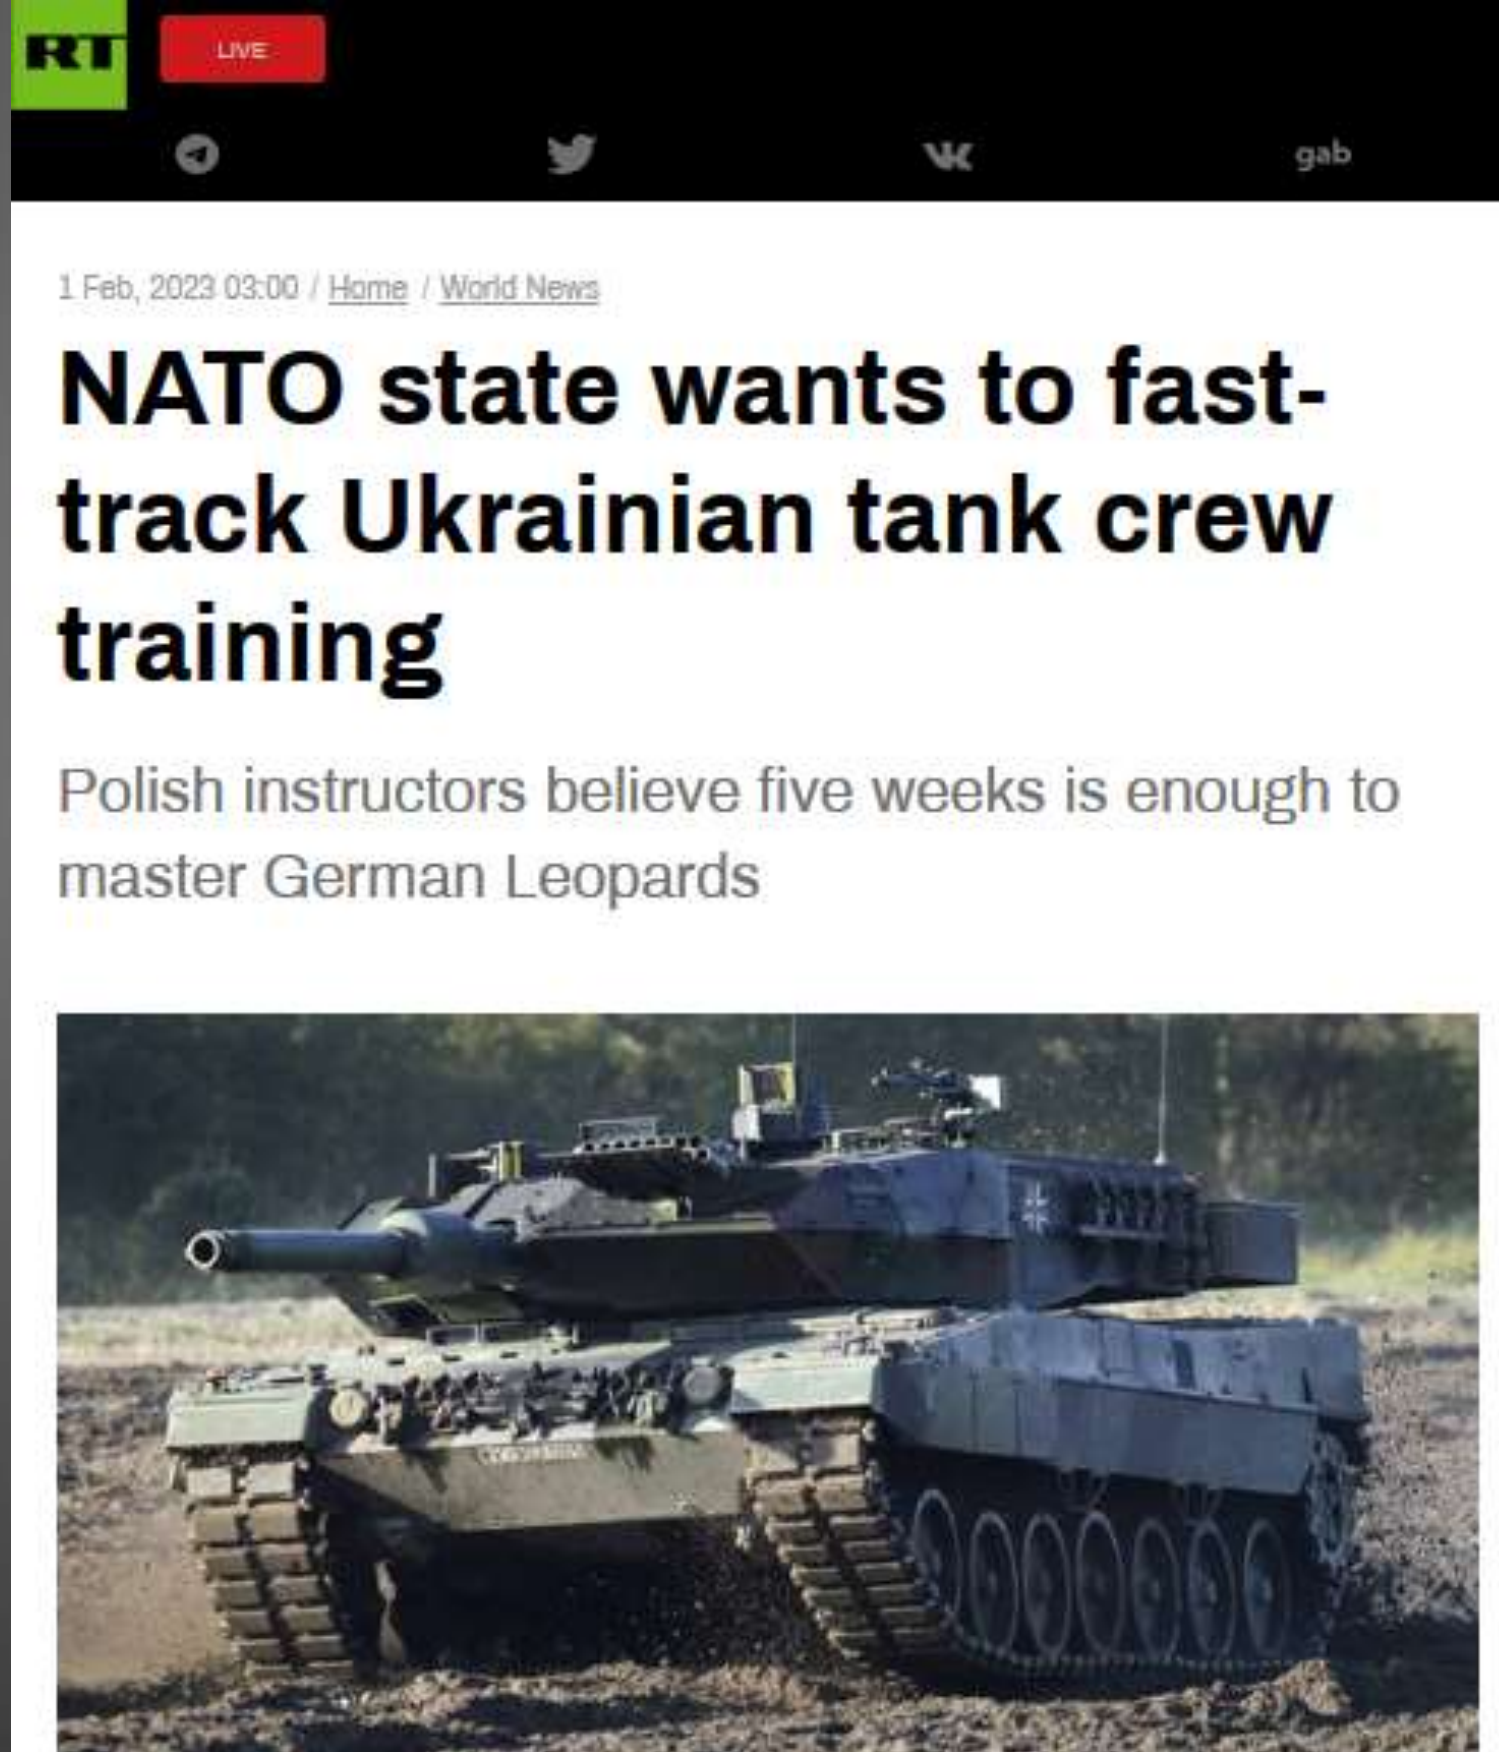 RT
LIVE
gab
1 Feb, 2023 03:00 / Home / World News
NATO state wants to fast-
track Ukrainian tank crew
training
Polish instructors believe five weeks is enough to
master German Leopards